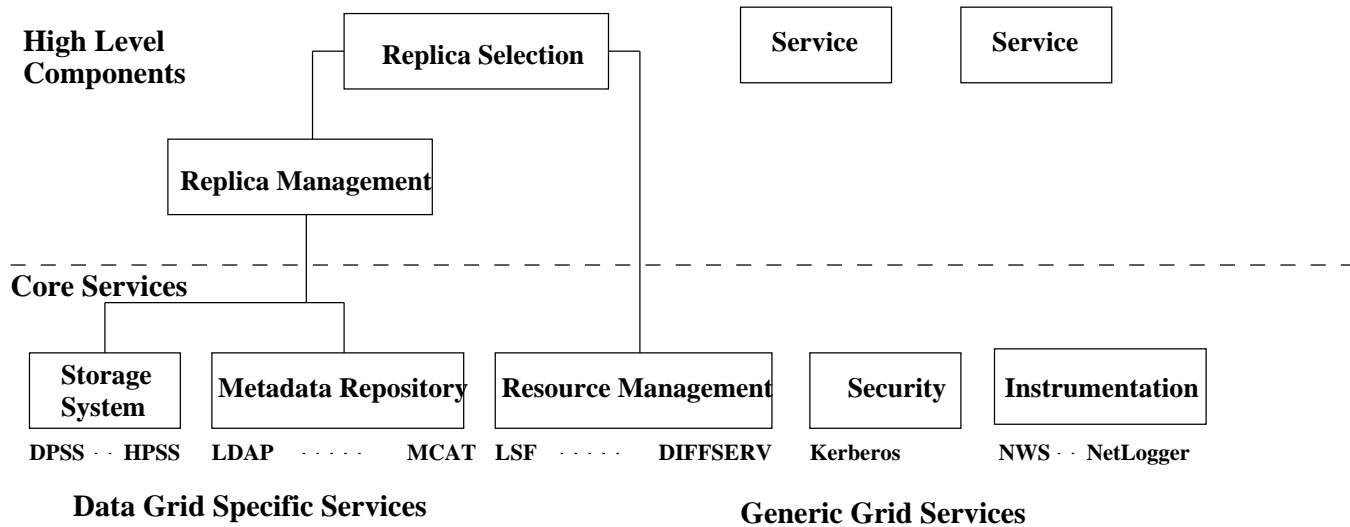 High Level
Components
Replica Selection
Service
Service
Replica Management
Core Services
Storage
System
Metadata Repository
Resource Management
Security
Instrumentation
DPSS . . HPSS
LDAP . . . . . MCAT
LSF . . . . . DIFFSERV
Kerberos
NWS . . NetLogger
Data Grid Specific Services
Generic Grid Services